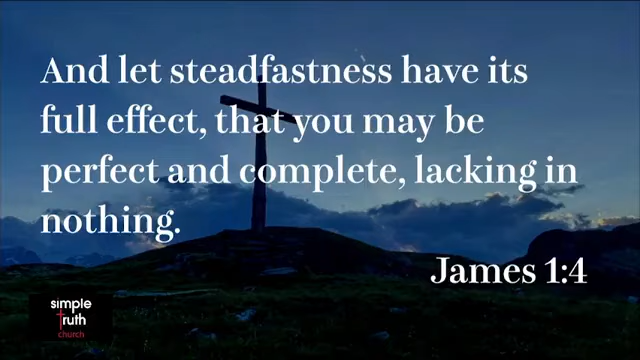 And let steadfastness have its
full effect, that you may be
perfect and complete, lacking in
nothing.
James 1:4
simple
truth
church